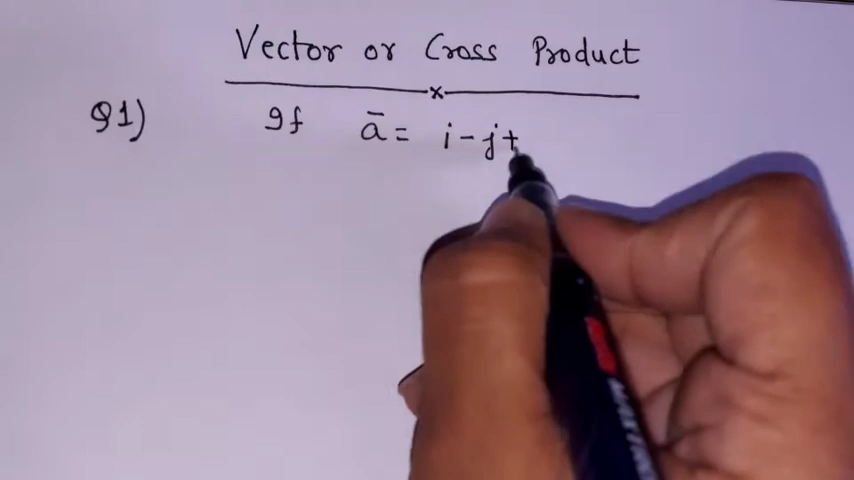 Vector or Cross Product
Q1) If a̅ = i - j +